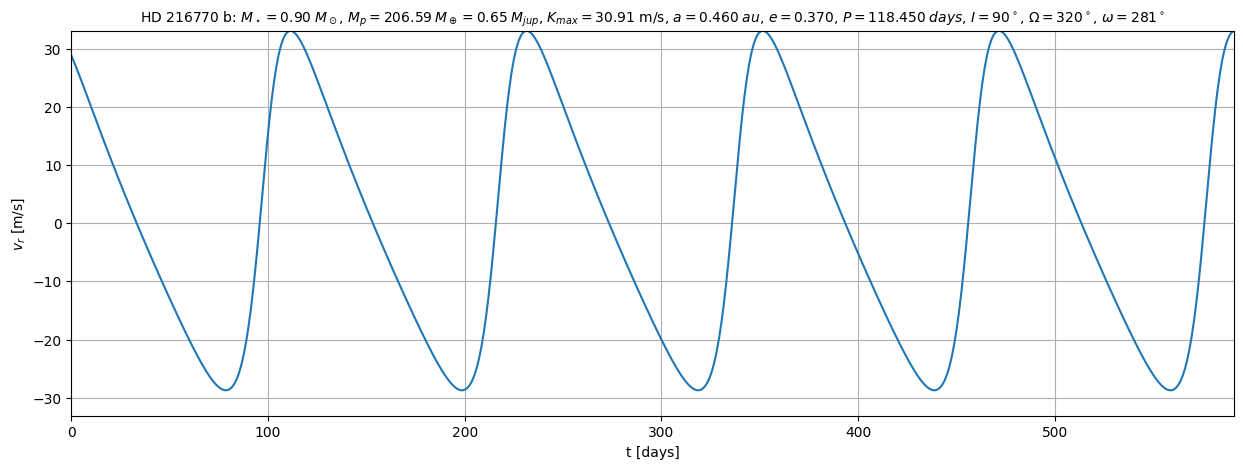 HD 216770 b: $M_\star = 0.90\ M_\odot$, $M_p = 206.59\ M_\oplus = 0.65\ M_{jup}$, $K_{max} = 30.91$ m/s, $a = 0.460\ au$, $e = 0.370$, $P = 118.450\ days$, $I = 90^\circ$, $\Omega = 320^\circ$, $\omega = 281^\circ$
30
20
10
0
−10
−20
−30
$v_r$ [m/s]
0 100 200 300 400 500
t [days]